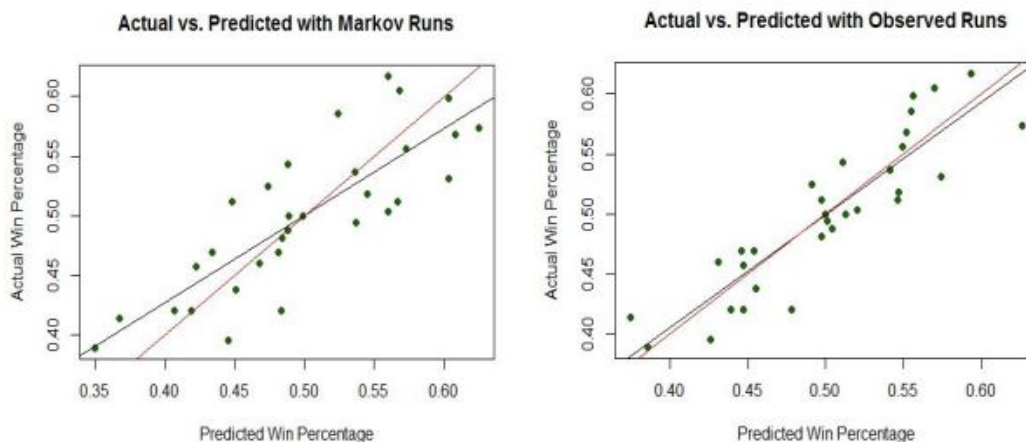 Actual vs. Predicted with Markov Runs
Actual Win Percentage
0.60
0.55
0.50
0.45
0.40
0.35 0.40 0.45 0.50 0.55 0.60
Predicted Win Percentage
Actual vs. Predicted with Observed Runs
Actual Win Percentage
0.60
0.55
0.50
0.45
0.40
0.40 0.45 0.50 0.55 0.60
Predicted Win Percentage